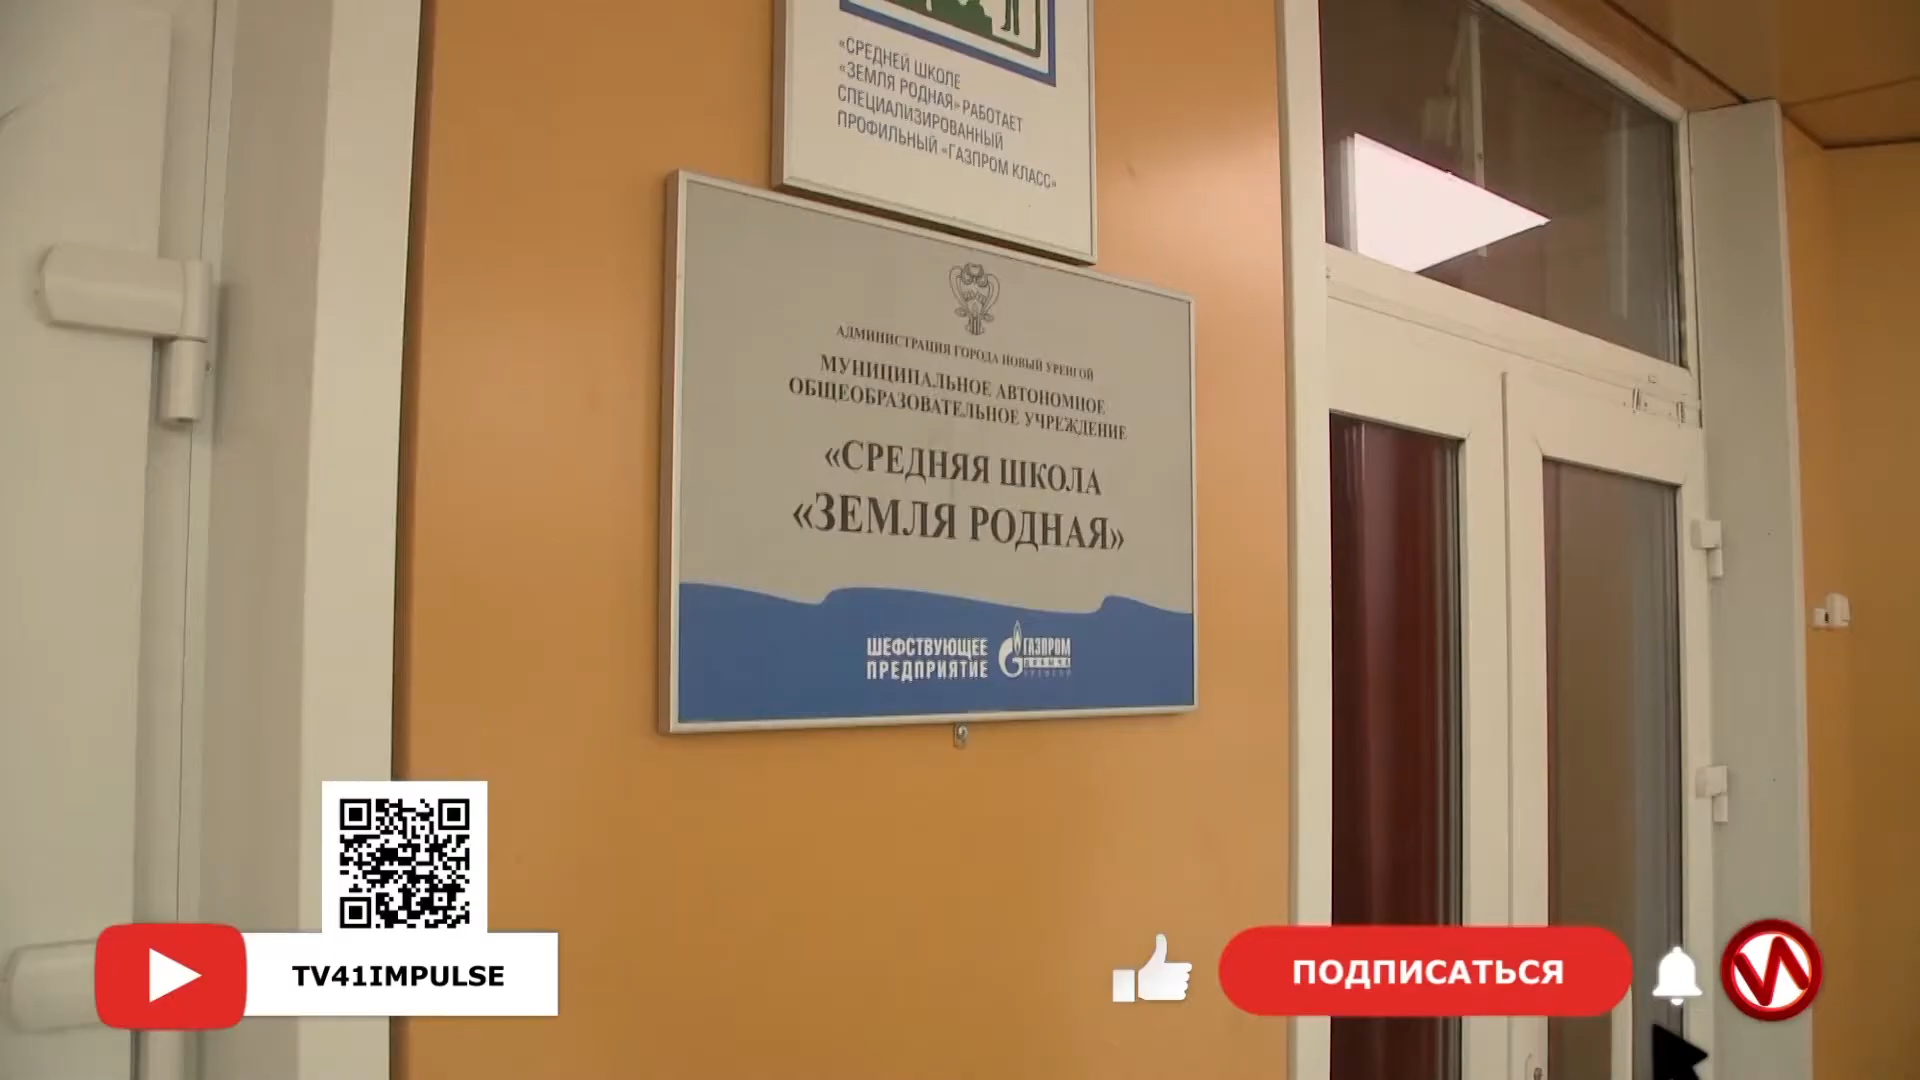 «СРЕДНЕЙ ШКОЛЕ
«ЗЕМЛЯ РОДНАЯ» РАБОТАЕТ
СПЕЦИАЛИЗИРОВАННЫЙ
ПРОФИЛЬНЫЙ «ГАЗПРОМ КЛАСС»
АДМИНИСТРАЦИЯ ГОРОДА НОВЫЙ УРЕНГОЙ
МУНИЦИПАЛЬНОЕ АВТОНОМНОЕ
ОБЩЕОБРАЗОВАТЕЛЬНОЕ УЧРЕЖДЕНИЕ
«СРЕДНЯЯ ШКОЛА
«ЗЕМЛЯ РОДНАЯ»
ШЕФСТВУЮЩЕЕ
ПРЕДПРИЯТИЕ
ГАЗПРОМ
ДОБЫЧА
TV41IMPULSE
ПОДПИСАТЬСЯ